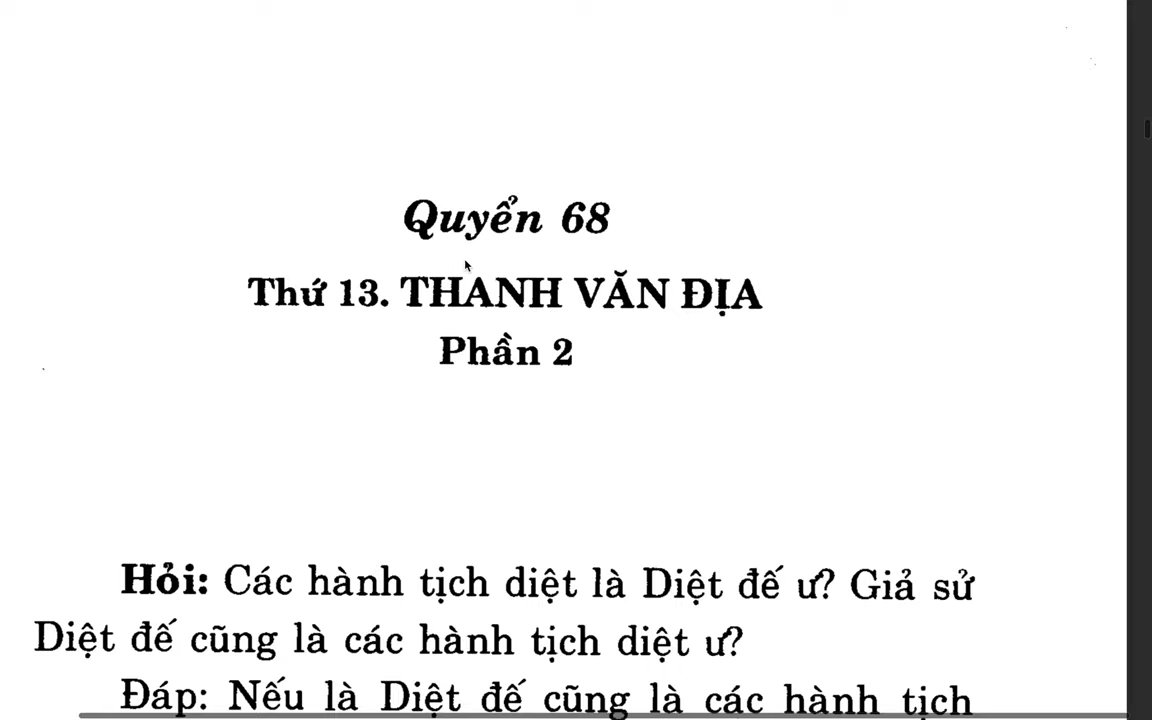 Quyển 68
Thứ 13. THANH VĂN ĐỊA
Phần 2
Hỏi: Các hành tịch diệt là Diệt đế ư? Giả sử
Diệt đế cũng là các hành tịch diệt ư?
Đáp: Nếu là Diệt đế cũng là các hành tịch